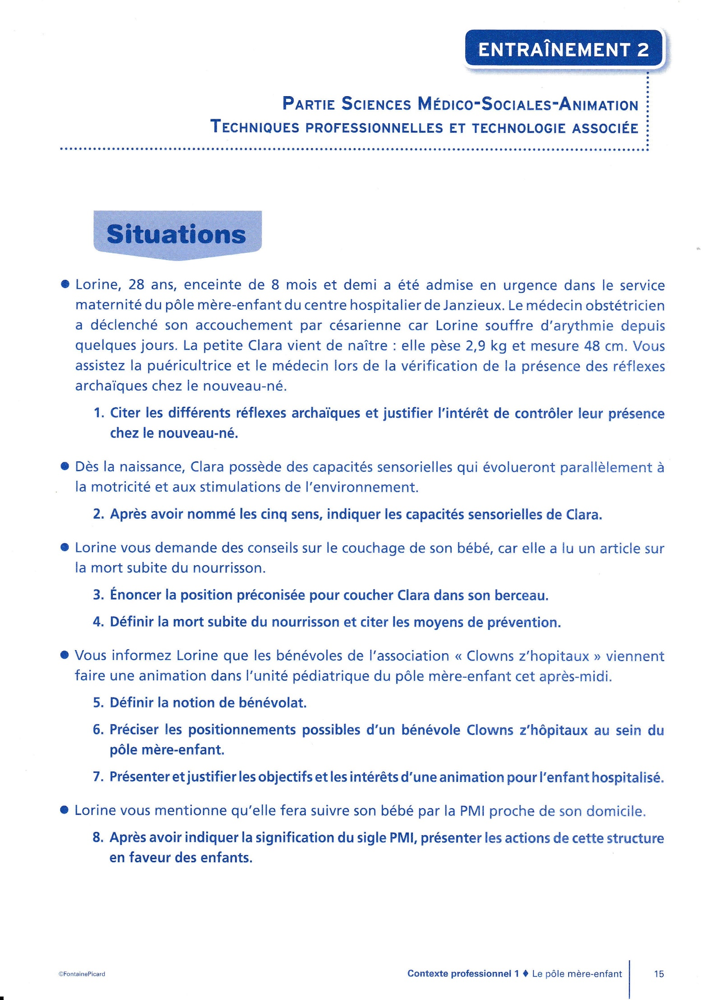 ENTRAÎNEMENT 2
PARTIE SCIENCES MÉDICO-SOCIALES-ANIMATION
TECHNIQUES PROFESSIONNELLES ET TECHNOLOGIE ASSOCIÉE
Situations
● Lorine, 28 ans, enceinte de 8 mois et demi a été admise en urgence dans le service
maternité du pôle mère-enfant du centre hospitalier de Janzieux. Le médecin obstétricien
a déclenché son accouchement par césarienne car Lorine souffre d'arythmie depuis
quelques jours. La petite Clara vient de naître : elle pèse 2,9 kg et mesure 48 cm. Vous
assistez la puéricultrice et le médecin lors de la vérification de la présence des réflexes
archaïques chez le nouveau-né.
1. Citer les différents réflexes archaïques et justifier l'intérêt de contrôler leur présence
chez le nouveau-né.
● Dès la naissance, Clara possède des capacités sensorielles qui évolueront parallèlement à
la motricité et aux stimulations de l'environnement.
2. Après avoir nommé les cinq sens, indiquer les capacités sensorielles de Clara.
● Lorine vous demande des conseils sur le couchage de son bébé, car elle a lu un article sur
la mort subite du nourrisson.
3. Énoncer la position préconisée pour coucher Clara dans son berceau.
4. Définir la mort subite du nourrisson et citer les moyens de prévention.
● Vous informez Lorine que les bénévoles de l'association « Clowns z'hopitaux » viennent
faire une animation dans l'unité pédiatrique du pôle mère-enfant cet après-midi.
5. Définir la notion de bénévolat.
6. Préciser les positionnements possibles d'un bénévole Clowns z'hôpitaux au sein du
pôle mère-enfant.
7. Présenter et justifier les objectifs et les intérêts d'une animation pour l'enfant hospitalisé.
● Lorine vous mentionne qu'elle fera suivre son bébé par la PMI proche de son domicile.
8. Après avoir indiquer la signification du sigle PMI, présenter les actions de cette structure
en faveur des enfants.
©FontainePicard
Contexte professionnel 1 ♦ Le pôle mère-enfant
15